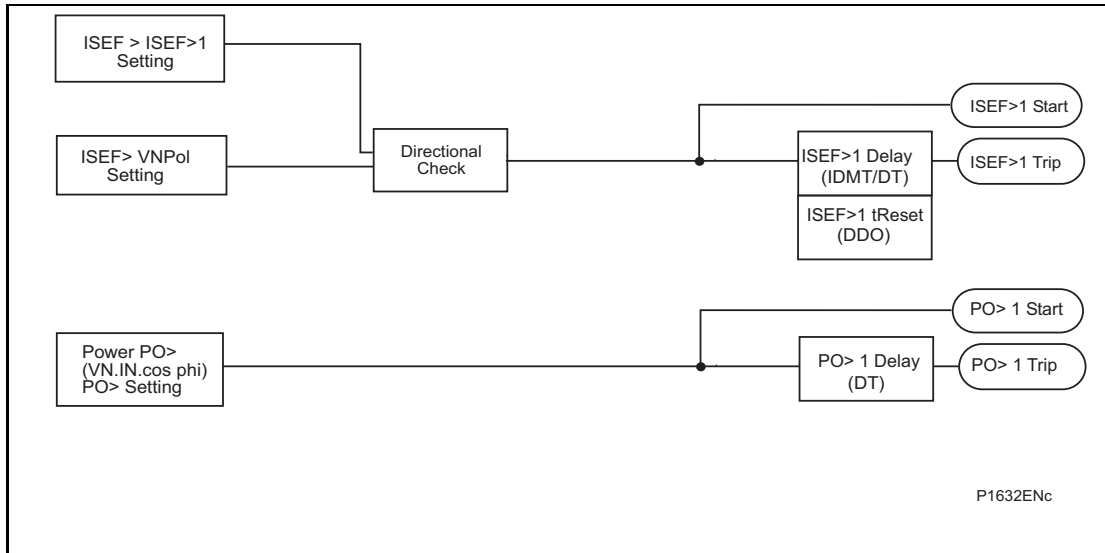 ISEF > ISEF>1
Setting
ISEF> VNPol
Setting
Directional
Check
ISEF>1 Start
ISEF>1 Delay
(IDMT/DT)
ISEF>1 Trip
ISEF>1 tReset
(DDO)
Power PO>
(VN.IN.cos phi)
PO> Setting
PO> 1 Start
PO> 1 Delay
(DT)
PO> 1 Trip
P1632ENc